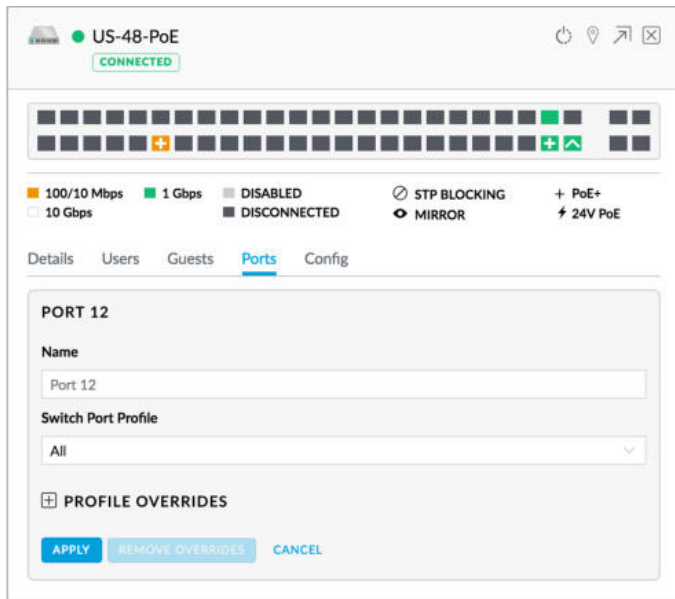 US-48-PoE
CONNECTED
100/10 Mbps 1 Gbps DISABLED STP BLOCKING + PoE+
10 Gbps DISCONNECTED MIRROR 24V PoE
Details Users Guests Ports Config
PORT 12
Name
Port 12
Switch Port Profile
All
PROFILE OVERRIDES
APPLY REMOVE OVERRIDES CANCEL